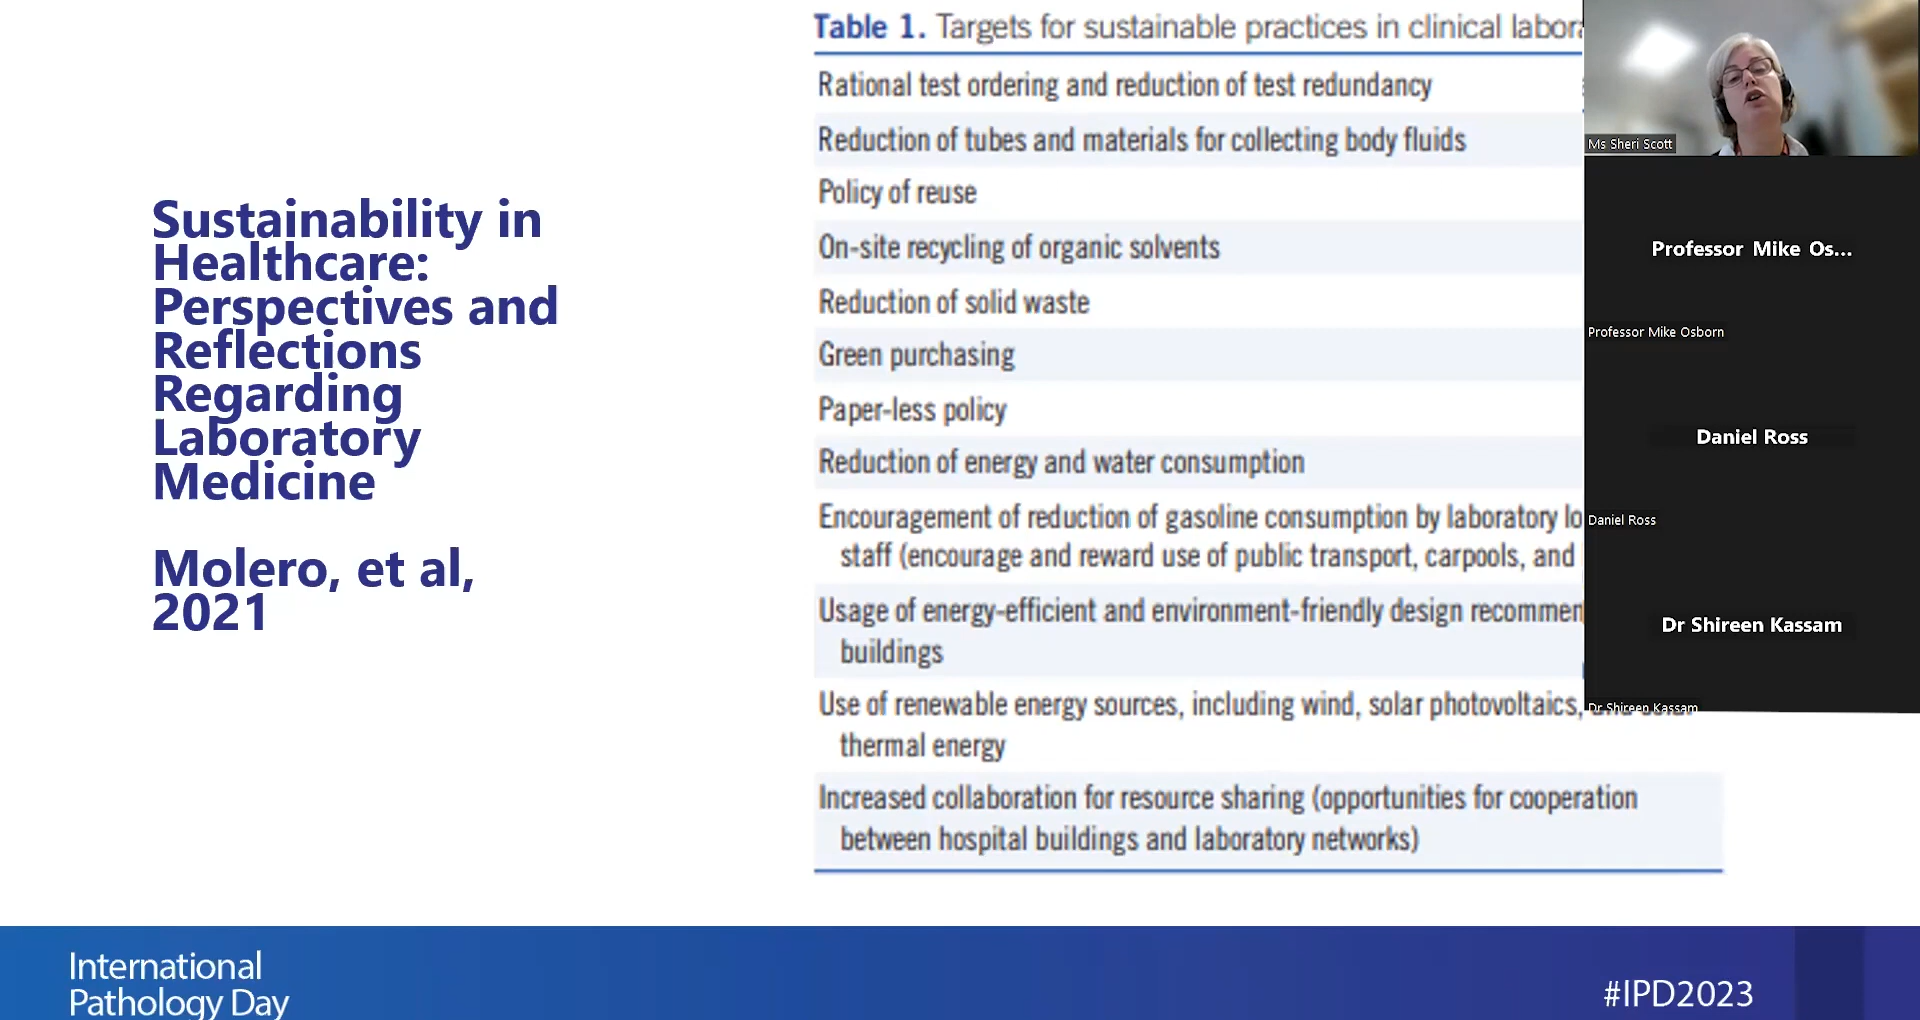 Sustainability in
Healthcare:
Perspectives and
Reflections
Regarding
Laboratory
Medicine
Molero, et al,
2021
Table 1. Targets for sustainable practices in clinical labor
Rational test ordering and reduction of test redundancy
Reduction of tubes and materials for collecting body fluids
Policy of reuse
On-site recycling of organic solvents
Reduction of solid waste
Green purchasing
Paper-less policy
Reduction of energy and water consumption
Encouragement of reduction of gasoline consumption by laboratory lo
staff (encourage and reward use of public transport, carpools, and
Usage of energy-efficient and environment-friendly design recommen
buildings
Use of renewable energy sources, including wind, solar photovoltaics, and solar
thermal energy
Increased collaboration for resource sharing (opportunities for cooperation
between hospital buildings and laboratory networks)
Ms Sheri Scott
Professor Mike Os...
Professor Mike Osborn
Daniel Ross
Daniel Ross
Dr Shireen Kassam
Dr Shireen Kassam
International
Pathology Day
#IPD2023